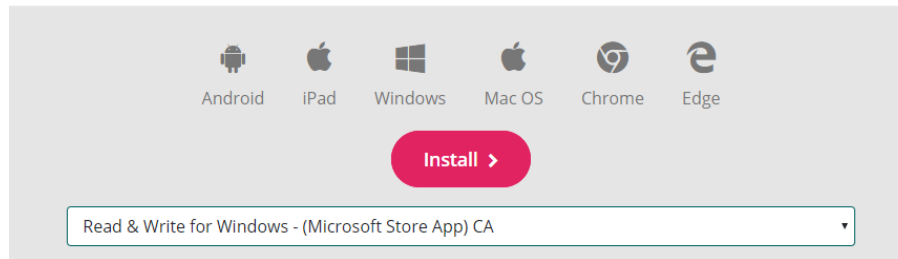 Android iPad Windows Mac OS Chrome Edge
Install
Read & Write for Windows - (Microsoft Store App) CA